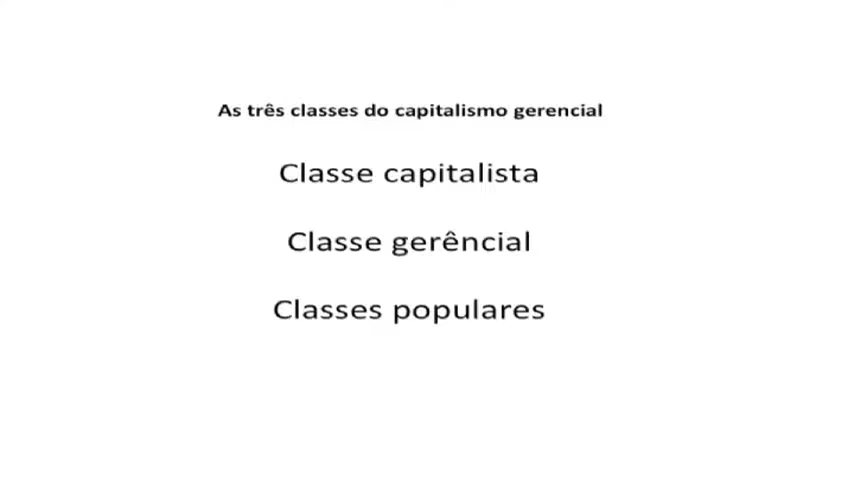 As três classes do capitalismo gerencial
Classe capitalista
Classe gerêncial
Classes populares